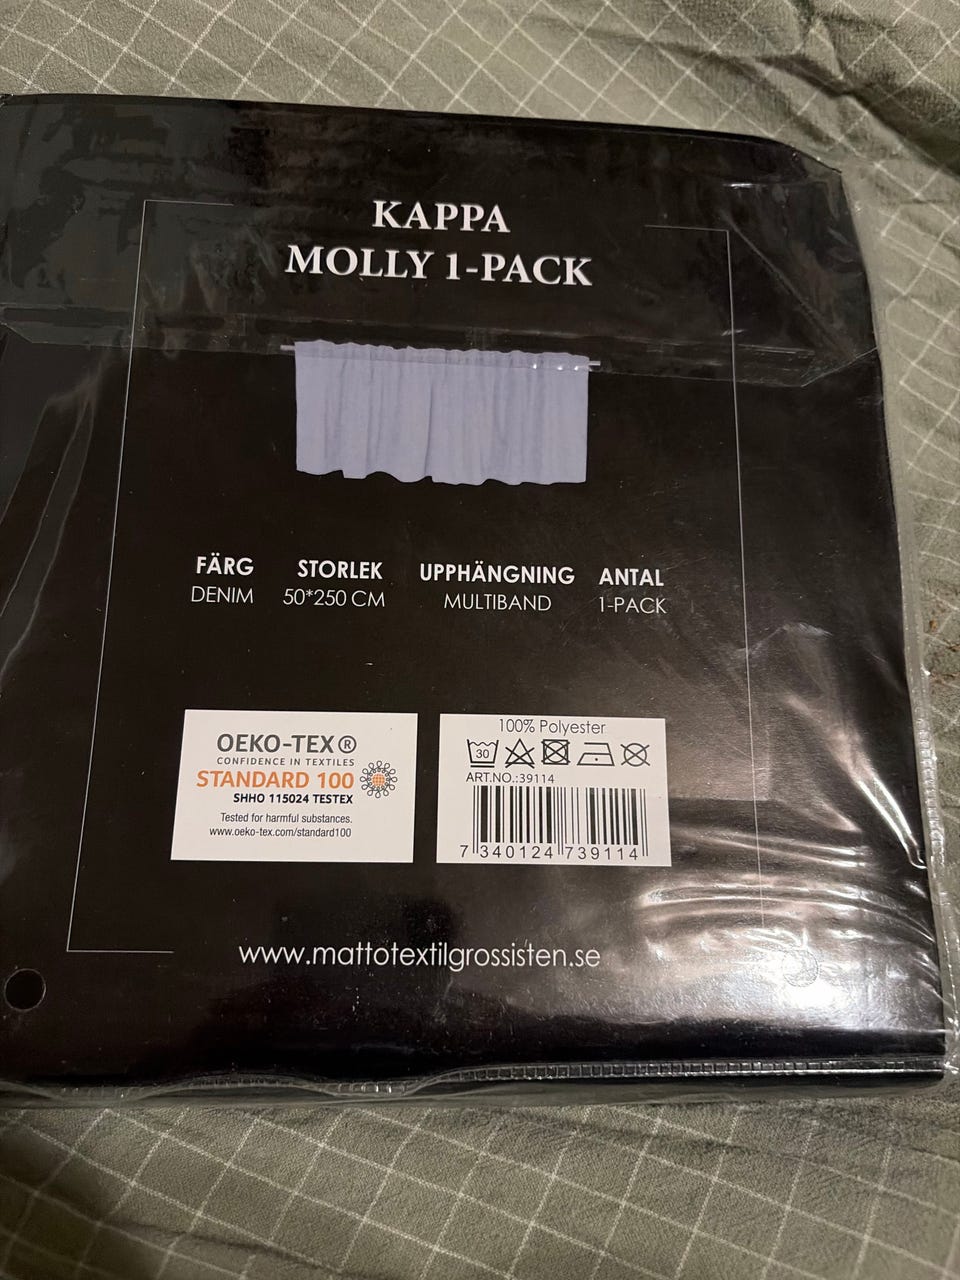 KAPPA
MOLLY 1-PACK
FÄRG STORLEK UPPHÄNGNING ANTAL
DENIM 50*250 CM MULTIBAND 1-PACK
OEKO-TEX®
CONFIDENCE IN TEXTILES
STANDARD 100
SHHO 115024 TESTEX
Tested for harmful substances.
www.oeko-tex.com/standard100
100% Polyester
30
ART.NO.:39114
7 340124 739114
www.mattotextilgrossisten.se